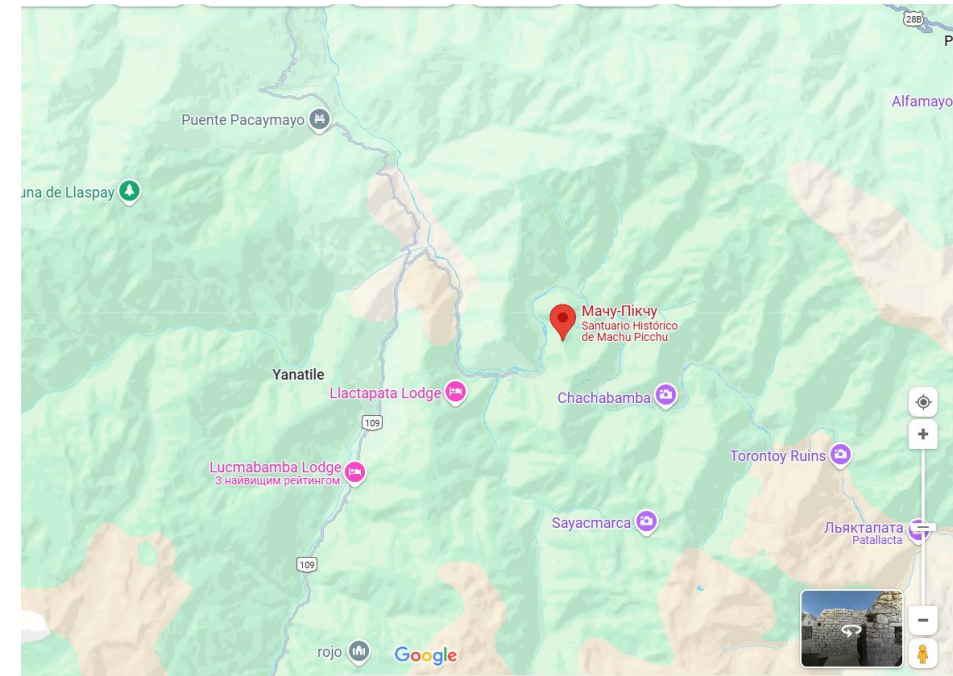 28B
P
Alfamayo
Puente Pacaymayo
una de Llaspay
Мачу-Пікчу
Santuario Histórico
de Machu Picchu
Yanatile
Llactapata Lodge
Chachabamba
109
Torontoy Ruins
Lucmabamba Lodge
З найвищим рейтингом
Sayacmarca
Льяктапата
Patallacta
109
rojo
Google